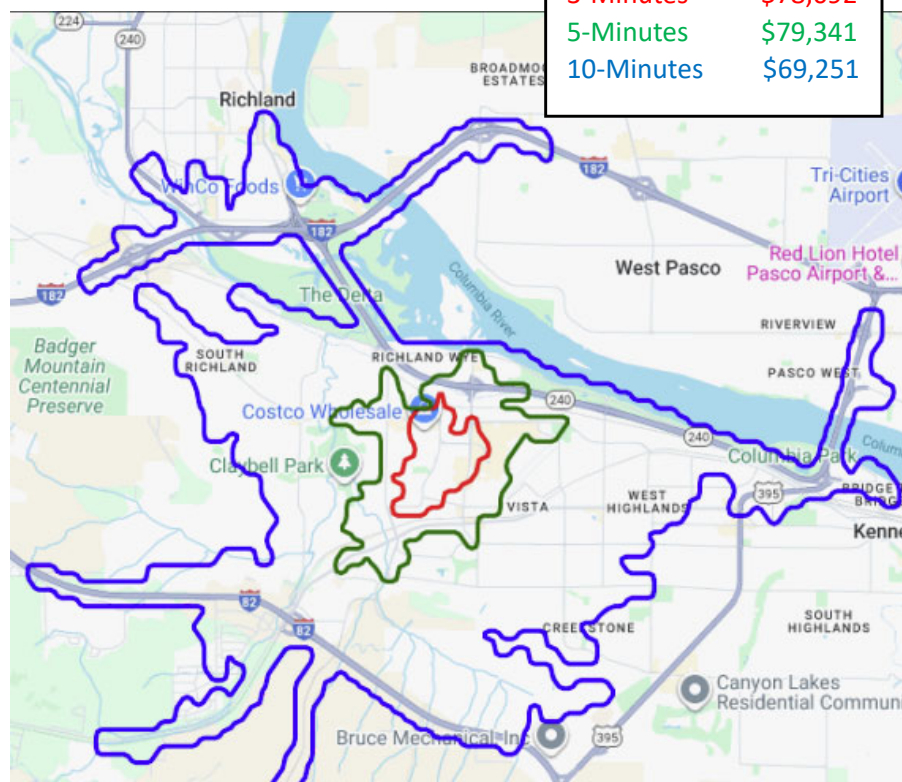 5-Minutes $79,341
10-Minutes $69,251
224
240
BROADMO
ESTATES
Richland
182
WinCo Foods
Tri-Cities
Airport
182
Red Lion Hotel
Pasco Airport &...
West Pasco
Columbia River
182
The Delta
RIVERVIEW
Badger
Mountain
Centennial
Preserve
SOUTH
RICHLAND
RICHLAND WYE
PASCO WEST
Costco Wholesale
240
240
Columbia Park
Claybell Park
395
BRIDGE
BRIDG
VISTA
WEST
HIGHLANDS
Kenne
82
82
CREEKSTONE
SOUTH
HIGHLANDS
Canyon Lakes
Residential Commun
Bruce Mechanical Inc
395